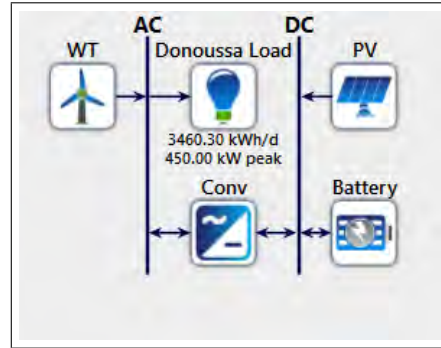 AC DC
WT Donoussa Load PV
3460.30 kWh/d
450.00 kW peak
Conv Battery